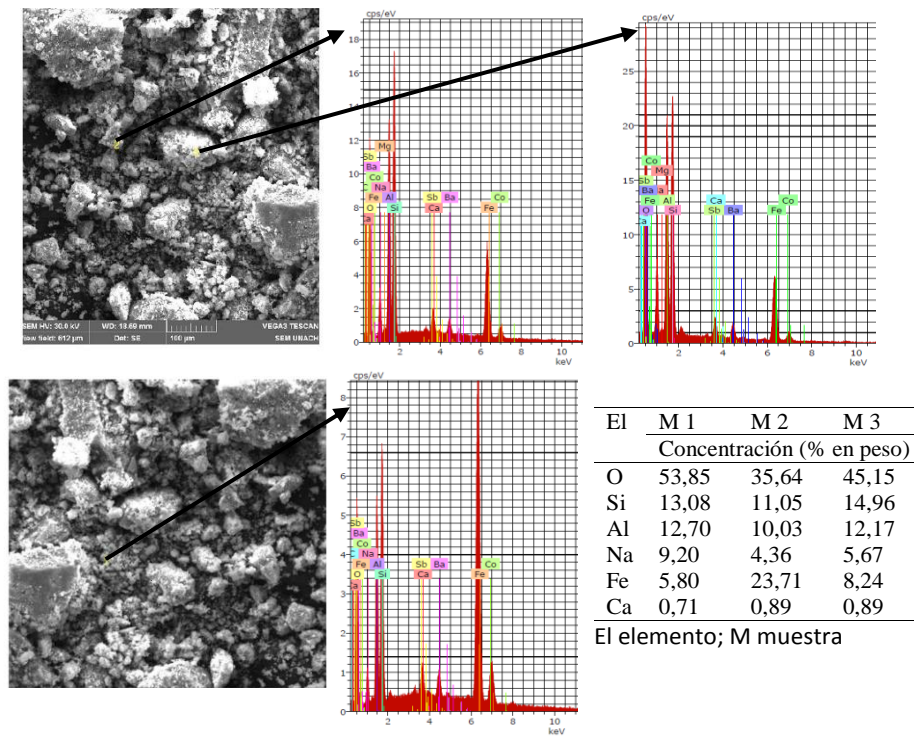 cps/eV
18
16
14
12
10
8
6
4
2
0
Mg
Sb
Ba
Co
C
Na
Fe
Al
O
Si
Ca
Sb
Ba
Ca
Fe
Co
2
4
6
8
10
keV
cps/eV
25
20
15
10
5
0
Co
Mg
Sb
Ba
a
Fe
Al
O
Si
Ca
Sb
Ba
Fe
Co
2
4
6
8
10
keV
SEM HV: 30.0 kV
WD: 18.69 mm
VEGA3 TESCAN
View field: 612 µm
Det: SE
100 µm
SEM UNACH
cps/eV
8
7
6
5
4
3
2
1
0
Sb
Ba
Co
C
Na
Fe
Al
O
Si
Ca
Sb
Ba
Ca
Fe
Co
2
4
6
8
10
keV
El M 1 M 2 M 3
Concentración (% en peso)
O 53,85 35,64 45,15
Si 13,08 11,05 14,96
Al 12,70 10,03 12,17
Na 9,20 4,36 5,67
Fe 5,80 23,71 8,24
Ca 0,71 0,89 0,89
El elemento; M muestra